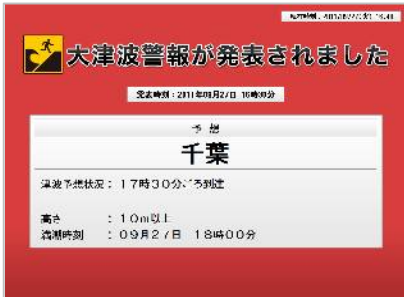 大津波警報が発表されました
発表時刻：2011年09月27日 16時30分
予 想
千葉
津波予想状況：17時30分ごろ到達
高さ ：10m以上
満潮時刻 ：09月27日 18時00分